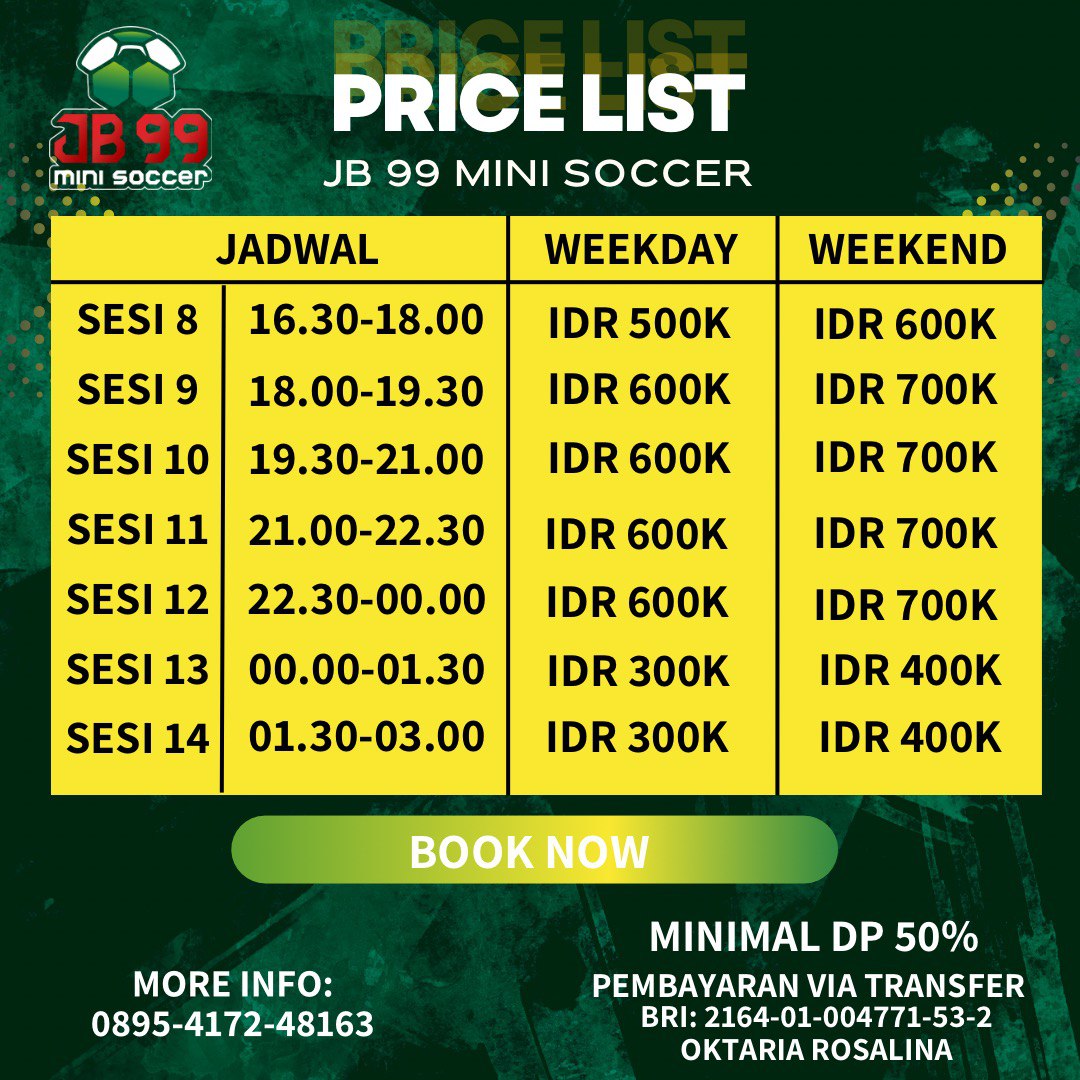 JB 99
MINI SOCCER
PRICE LIST
PRICE LIST
PRICE LIST
JB 99 MINI SOCCER
JADWAL WEEKDAY WEEKEND
SESI 8 16.30-18.00 IDR 500K IDR 600K
SESI 9 18.00-19.30 IDR 600K IDR 700K
SESI 10 19.30-21.00 IDR 600K IDR 700K
SESI 11 21.00-22.30 IDR 600K IDR 700K
SESI 12 22.30-00.00 IDR 600K IDR 700K
SESI 13 00.00-01.30 IDR 300K IDR 400K
SESI 14 01.30-03.00 IDR 300K IDR 400K
BOOK NOW
MORE INFO:
0895-4172-48163
MINIMAL DP 50%
PEMBAYARAN VIA TRANSFER
BRI: 2164-01-004771-53-2
OKTARIA ROSALINA